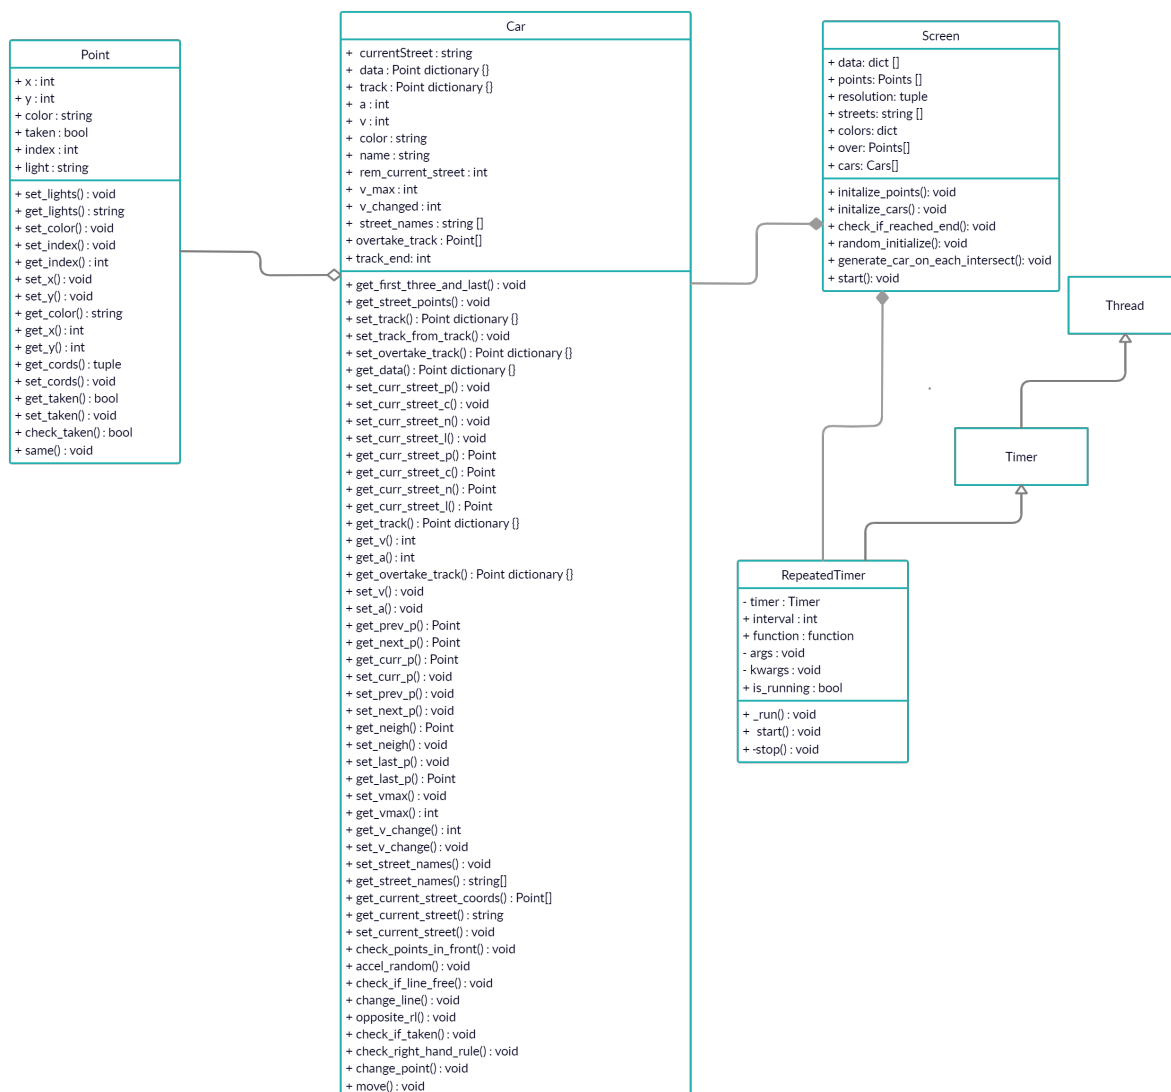 Point
+ x : int
+ y : int
+ color : string
+ taken : bool
+ index : int
+ light : string
+ set_lights() : void
+ get_lights() : string
+ set_color() : void
+ set_index() : void
+ get_index() : int
+ set_x() : void
+ set_y() : void
+ get_color() : string
+ get_x() : int
+ get_y() : int
+ get_cords() : tuple
+ set_cords() : void
+ get_taken() : bool
+ set_taken() : void
+ check_taken() : bool
+ same() : void
Car
+ currentStreet : string
+ data : Point dictionary {}
+ track : Point dictionary {}
+ a : int
+ v : int
+ color : string
+ name : string
+ rem_current_street : int
+ v_max : int
+ v_changed : int
+ street_names : string []
+ overtake_track : Point[]
+ track_end: int
+ get_first_three_and_last() : void
+ get_street_points() : void
+ set_track() : Point dictionary {}
+ set_track_from_track() : void
+ set_overtake_track() : Point dictionary {}
+ get_data() : Point dictionary {}
+ set_curr_street_p() : void
+ set_curr_street_c() : void
+ set_curr_street_n() : void
+ set_curr_street_l() : void
+ get_curr_street_p() : Point
+ get_curr_street_c() : Point
+ get_curr_street_n() : Point
+ get_curr_street_l() : Point
+ get_track() : Point dictionary {}
+ get_v() : int
+ get_a() : int
+ get_overtake_track() : Point dictionary {}
+ set_v() : void
+ set_a() : void
+ get_prev_p() : Point
+ get_next_p() : Point
+ get_curr_p() : Point
+ set_curr_p() : void
+ set_prev_p() : void
+ set_next_p() : void
+ get_neigh() : Point
+ set_neigh() : void
+ set_last_p() : void
+ get_last_p() : Point
+ set_vmax() : void
+ get_vmax() : int
+ get_v_change() : int
+ set_v_change() : void
+ set_street_names() : void
+ get_street_names() : string[]
+ get_current_street_coords() : Point[]
+ get_current_street() : string
+ set_current_street() : void
+ check_points_in_front() : void
+ accel_random() : void
+ check_if_line_free() : void
+ change_line() : void
+ opposite_rl() : void
+ check_if_taken() : void
+ check_right_hand_rule() : void
+ change_point() : void
+ move() : void
Screen
+ data: dict []
+ points: Points []
+ resolution: tuple
+ streets: string []
+ colors: dict
+ over: Points[]
+ cars: Cars[]
+ initalize_points(): void
+ initalize_cars() : void
+ check_if_reached_end(): void
+ random_initialize(): void
+ generate_car_on_each_intersect(): void
+ start(): void
Thread
Timer
RepeatedTimer
- timer : Timer
+ interval : int
+ function : function
- args : void
- kwargs : void
+ is_running : bool
+ _run() : void
+ start() : void
+ -stop() : void